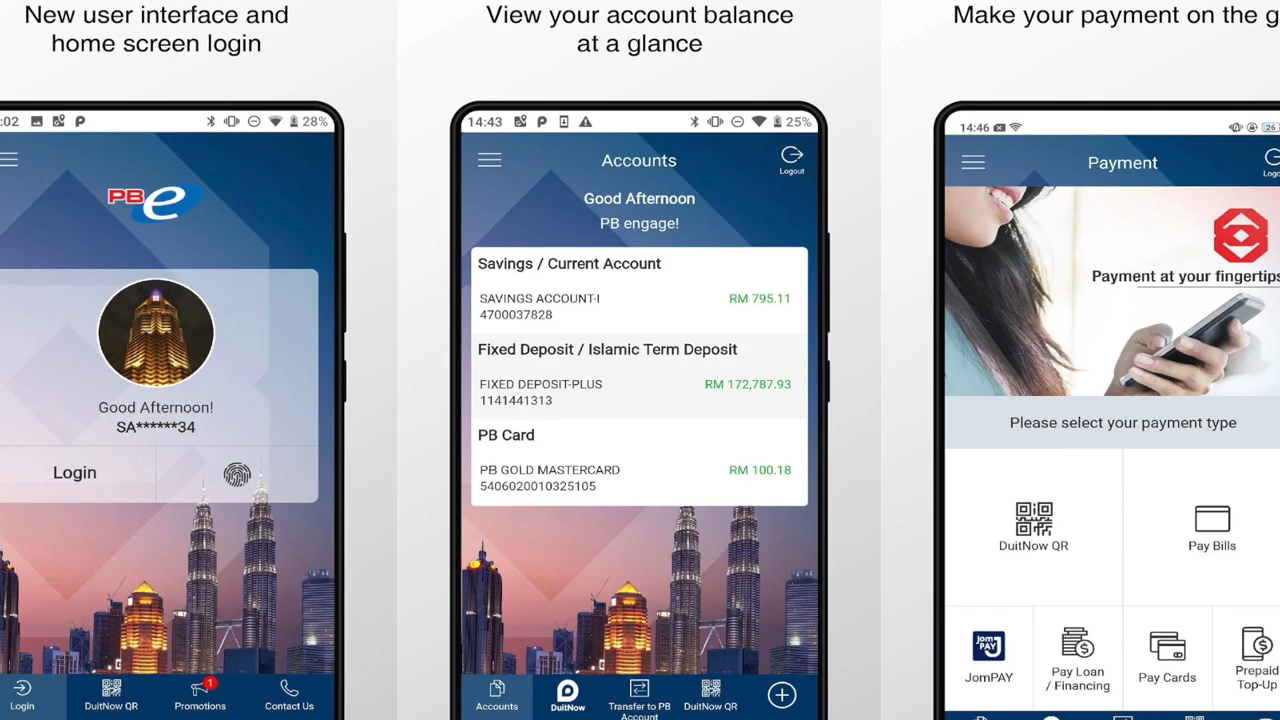 New user interface and
home screen login
:02
28%
PB e
Good Afternoon!
SA******34
Login
Login
DuitNow QR
1
Promotions
Contact Us
View your account balance
at a glance
14:43
25%
Accounts
Logout
Good Afternoon
PB engage!
Savings / Current Account
SAVINGS ACCOUNT-I
RM 795.11
4700037828
Fixed Deposit / Islamic Term Deposit
FIXED DEPOSIT-PLUS
RM 172,787.93
1141441313
PB Card
PB GOLD MASTERCARD
RM 100.18
5406020010325105
Accounts
DuitNow
Transfer to PB
Account
DuitNow QR
Make your payment on the g
14:46
26
Payment
Logo
Payment at your fingertips
Please select your payment type
DuitNow QR
Pay Bills
Jom
PAY
JomPAY
Pay Loan
/ Financing
Pay Cards
Prepaid
Top-Up